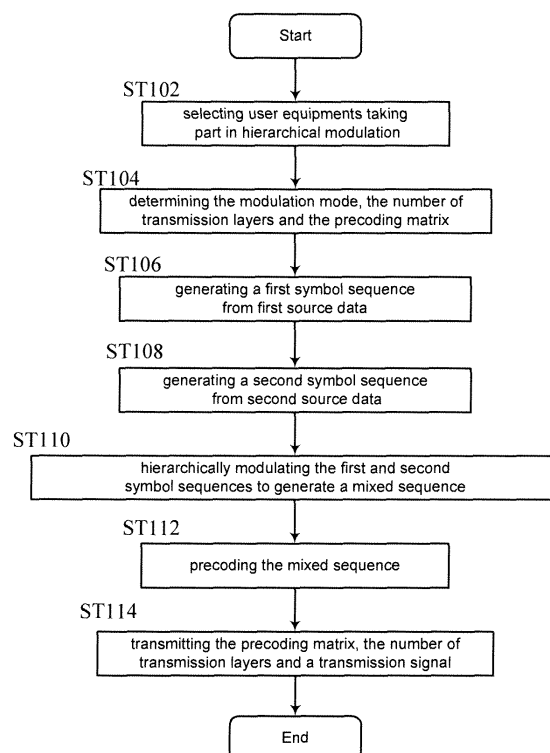 Start
ST102
selecting user equipments taking
part in hierarchical modulation
ST104
determining the modulation mode, the number of
transmission layers and the precoding matrix
ST106
generating a first symbol sequence
from first source data
ST108
generating a second symbol sequence
from second source data
ST110
hierarchically modulating the first and second
symbol sequences to generate a mixed sequence
ST112
precoding the mixed sequence
ST114
transmitting the precoding matrix, the number of
transmission layers and a transmission signal
End